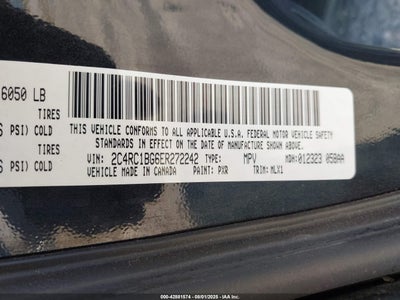 6050 LB
TIRES
PSI) COLD
TIRES
PSI) COLD
THIS VEHICLE CONFORMS TO ALL APPLICABLE U.S.A. FEDERAL MOTOR VEHICLE SAFETY
STANDARDS IN EFFECT ON THE DATE OF MANUFACTURE SHOWN ABOVE.
VIN: 2C4RC1BG6ER272242 TYPE: MPV MDH: 012323 058AA
VEHICLE MADE IN CANADA PAINT: PXR TRIM: MLX1
000-42881574 - 08/01/2025 - IAA